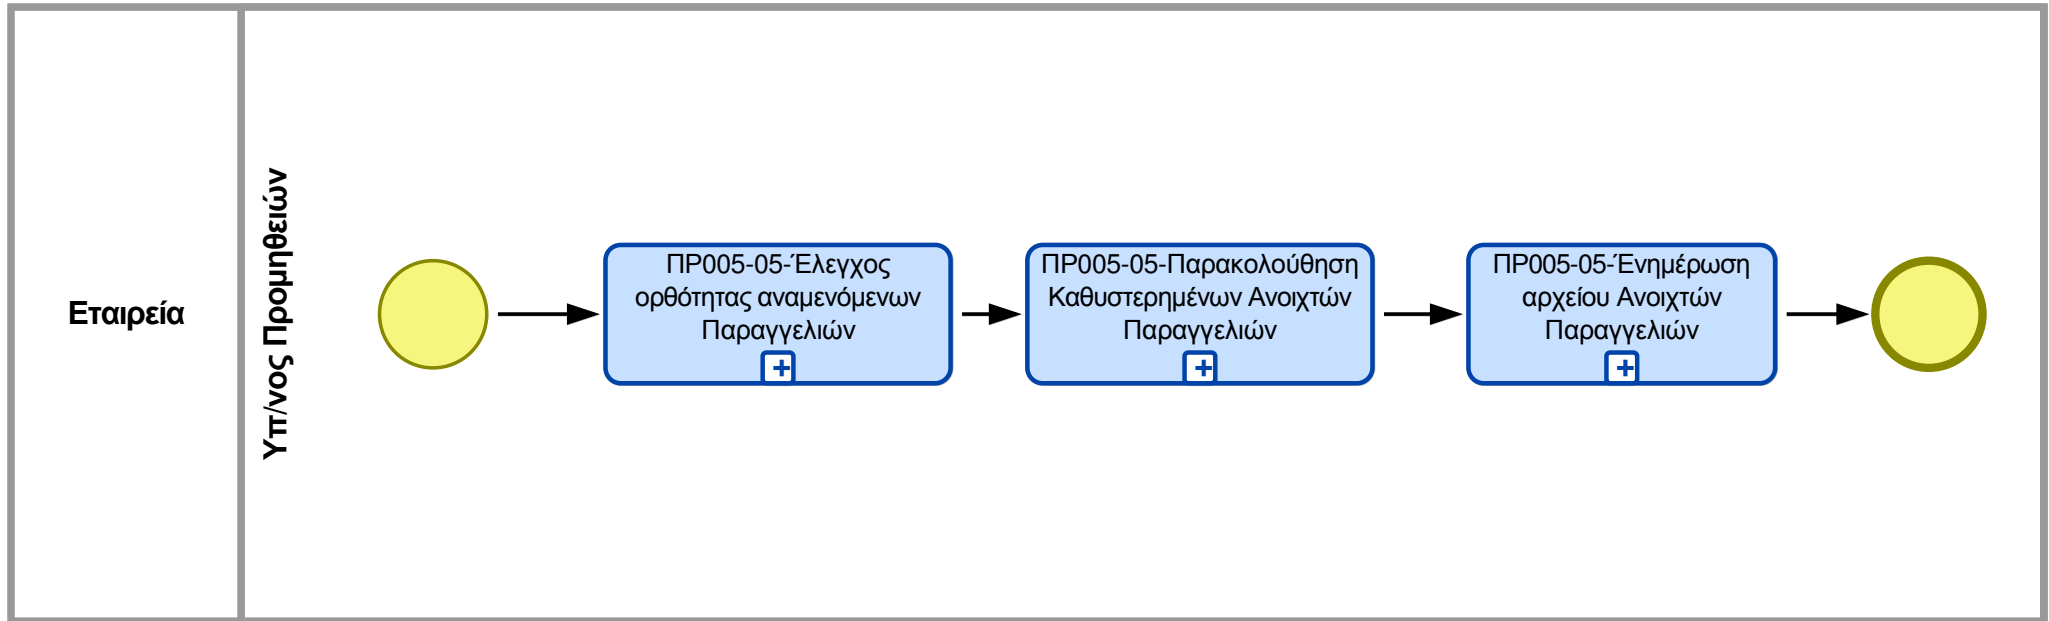 Εταιρεία
Υπ/νος Προμηθειών
ΠΡ005-05-Έλεγχος
ορθότητας αναμενόμενων
Παραγγελιών
ΠΡ005-05-Παρακολούθηση
Καθυστερημένων Ανοιχτών
Παραγγελιών
ΠΡ005-05-Ένημέρωση
αρχείου Ανοιχτών
Παραγγελιών